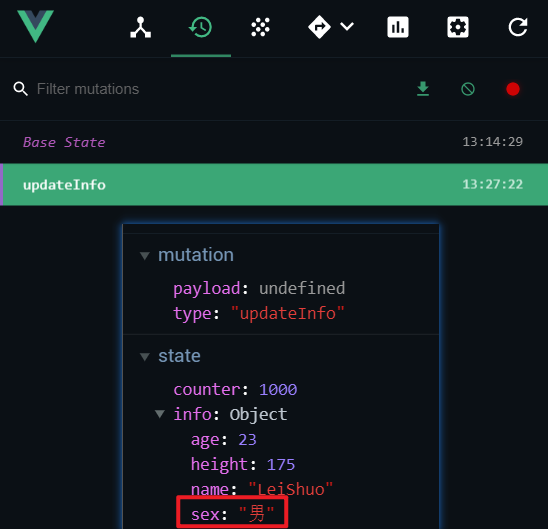 Filter mutations
Base State 13:14:29
updateInfo 13:27:22
mutation
payload: undefined
type: "updateInfo"
state
counter: 1000
info: Object
age: 23
height: 175
name: "LeiShuo"
sex: "男"